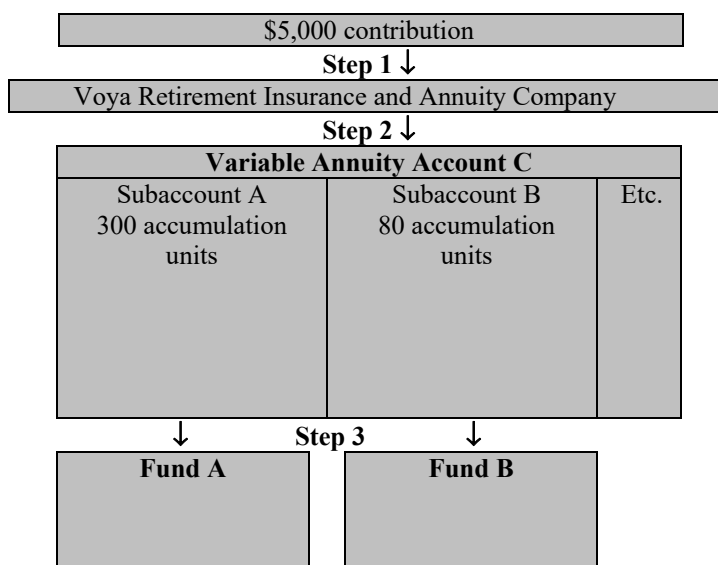 $5,000 contribution
Step 1 ↓
Voya Retirement Insurance and Annuity Company
Step 2 ↓
Variable Annuity Account C
Subaccount A
300 accumulation
units
Subaccount B
80 accumulation
units
Etc.
↓ Step 3 ↓
Fund A
Fund B